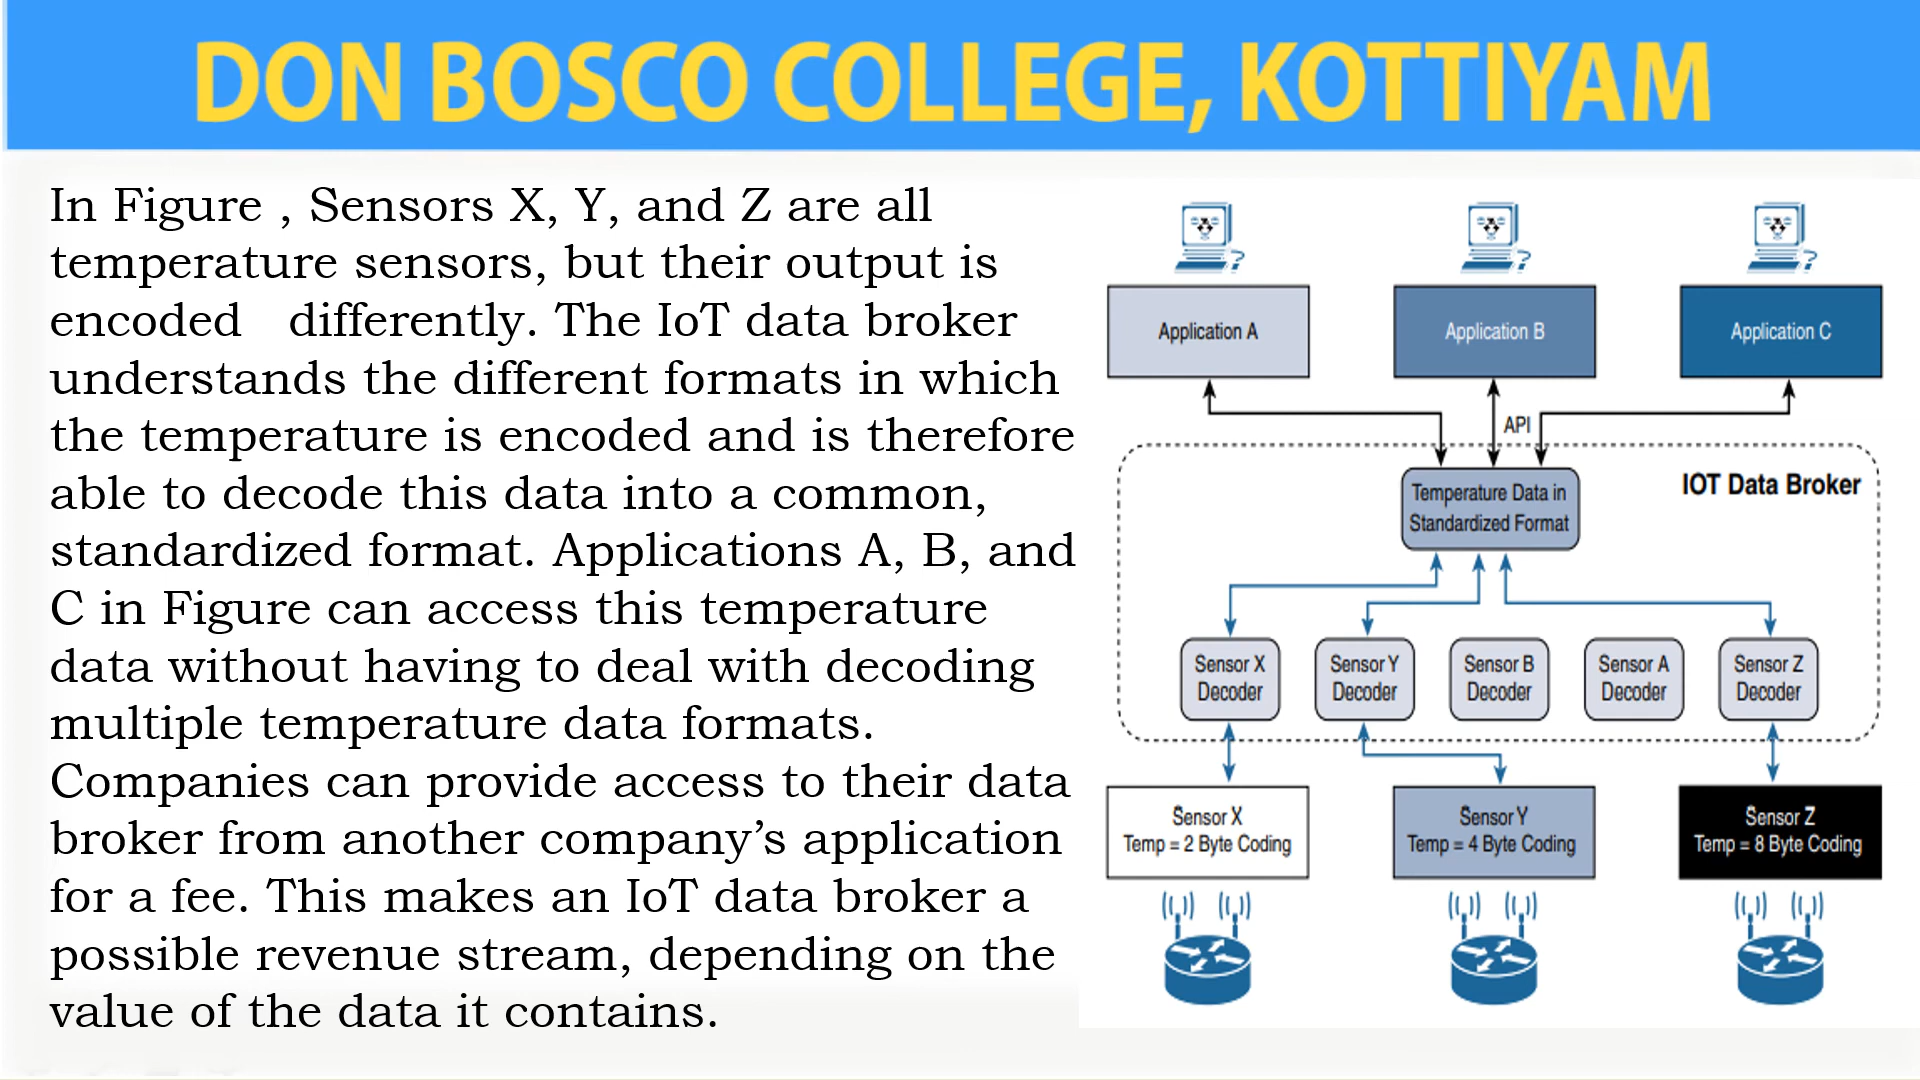 DON BOSCO COLLEGE, KOTTIYAM
In Figure , Sensors X, Y, and Z are all
temperature sensors, but their output is
encoded differently. The IoT data broker
understands the different formats in which
the temperature is encoded and is therefore
able to decode this data into a common,
standardized format. Applications A, B, and
C in Figure can access this temperature
data without having to deal with decoding
multiple temperature data formats.
Companies can provide access to their data
broker from another company’s application
for a fee. This makes an IoT data broker a
possible revenue stream, depending on the
value of the data it contains.
?
?
?
Application A
Application B
Application C
API
IOT Data Broker
Temperature Data in
Standardized Format
Sensor X
Decoder
Sensor Y
Decoder
Sensor B
Decoder
Sensor A
Decoder
Sensor Z
Decoder
Sensor X
Temp = 2 Byte Coding
Sensor Y
Temp = 4 Byte Coding
Sensor Z
Temp = 8 Byte Coding